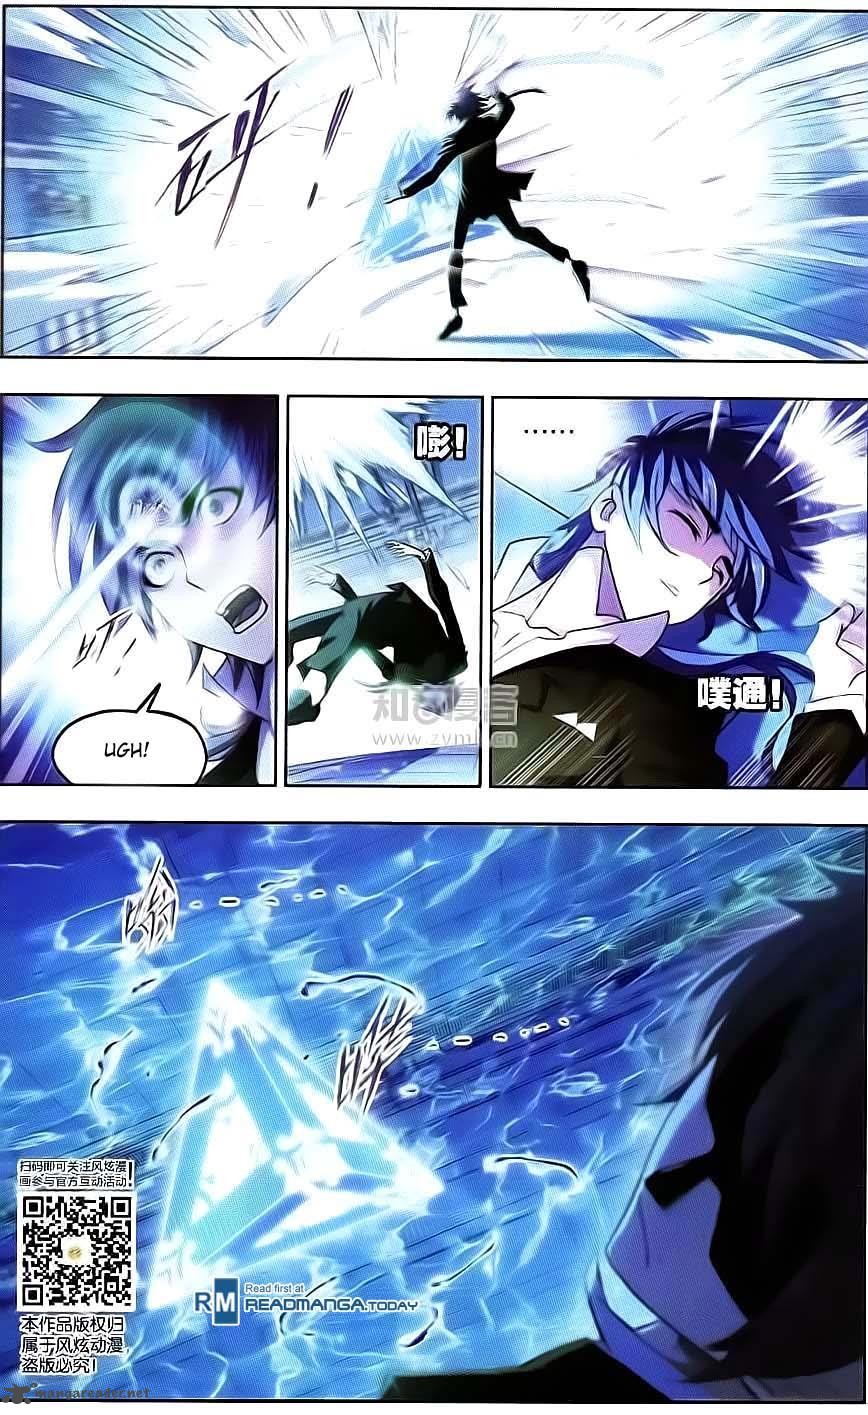 嘭！
……
噗通！
UGH!
知音漫客
www.zymk.cn
扫码即可关注风炫漫
画参与官方互动活动！
本作品版权归
属于风炫动漫，
盗版必究！
RM
Read first at
READMANGA.TODAY
mangareader.net